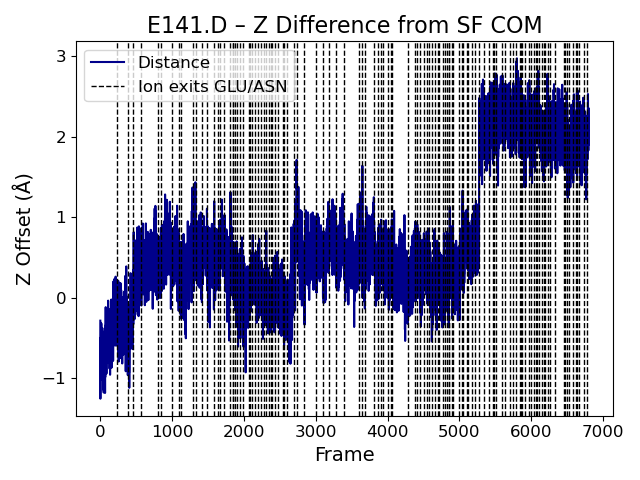 E141.D – Z Difference from SF COM
Distance
Ion exits GLU/ASN
Z Offset (Å)
3
2
1
0
−1
0 1000 2000 3000 4000 5000 6000 7000
Frame